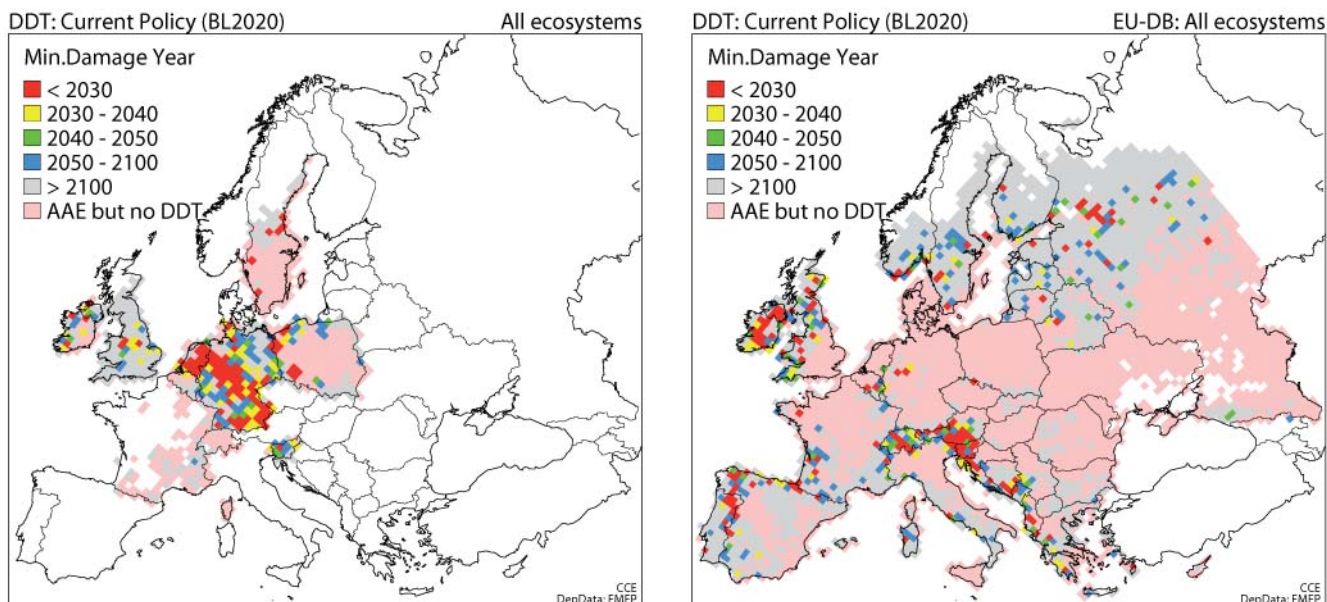 DDT: Current Policy (BL2020) All ecosystems
Min.Damage Year
< 2030
2030 - 2040
2040 - 2050
2050 - 2100
> 2100
AAE but no DDT
CCE
DepData: EMEP
DDT: Current Policy (BL2020) EU-DB: All ecosystems
Min.Damage Year
< 2030
2030 - 2040
2040 - 2050
2050 - 2100
> 2100
AAE but no DDT
CCE
DepData: EMEP